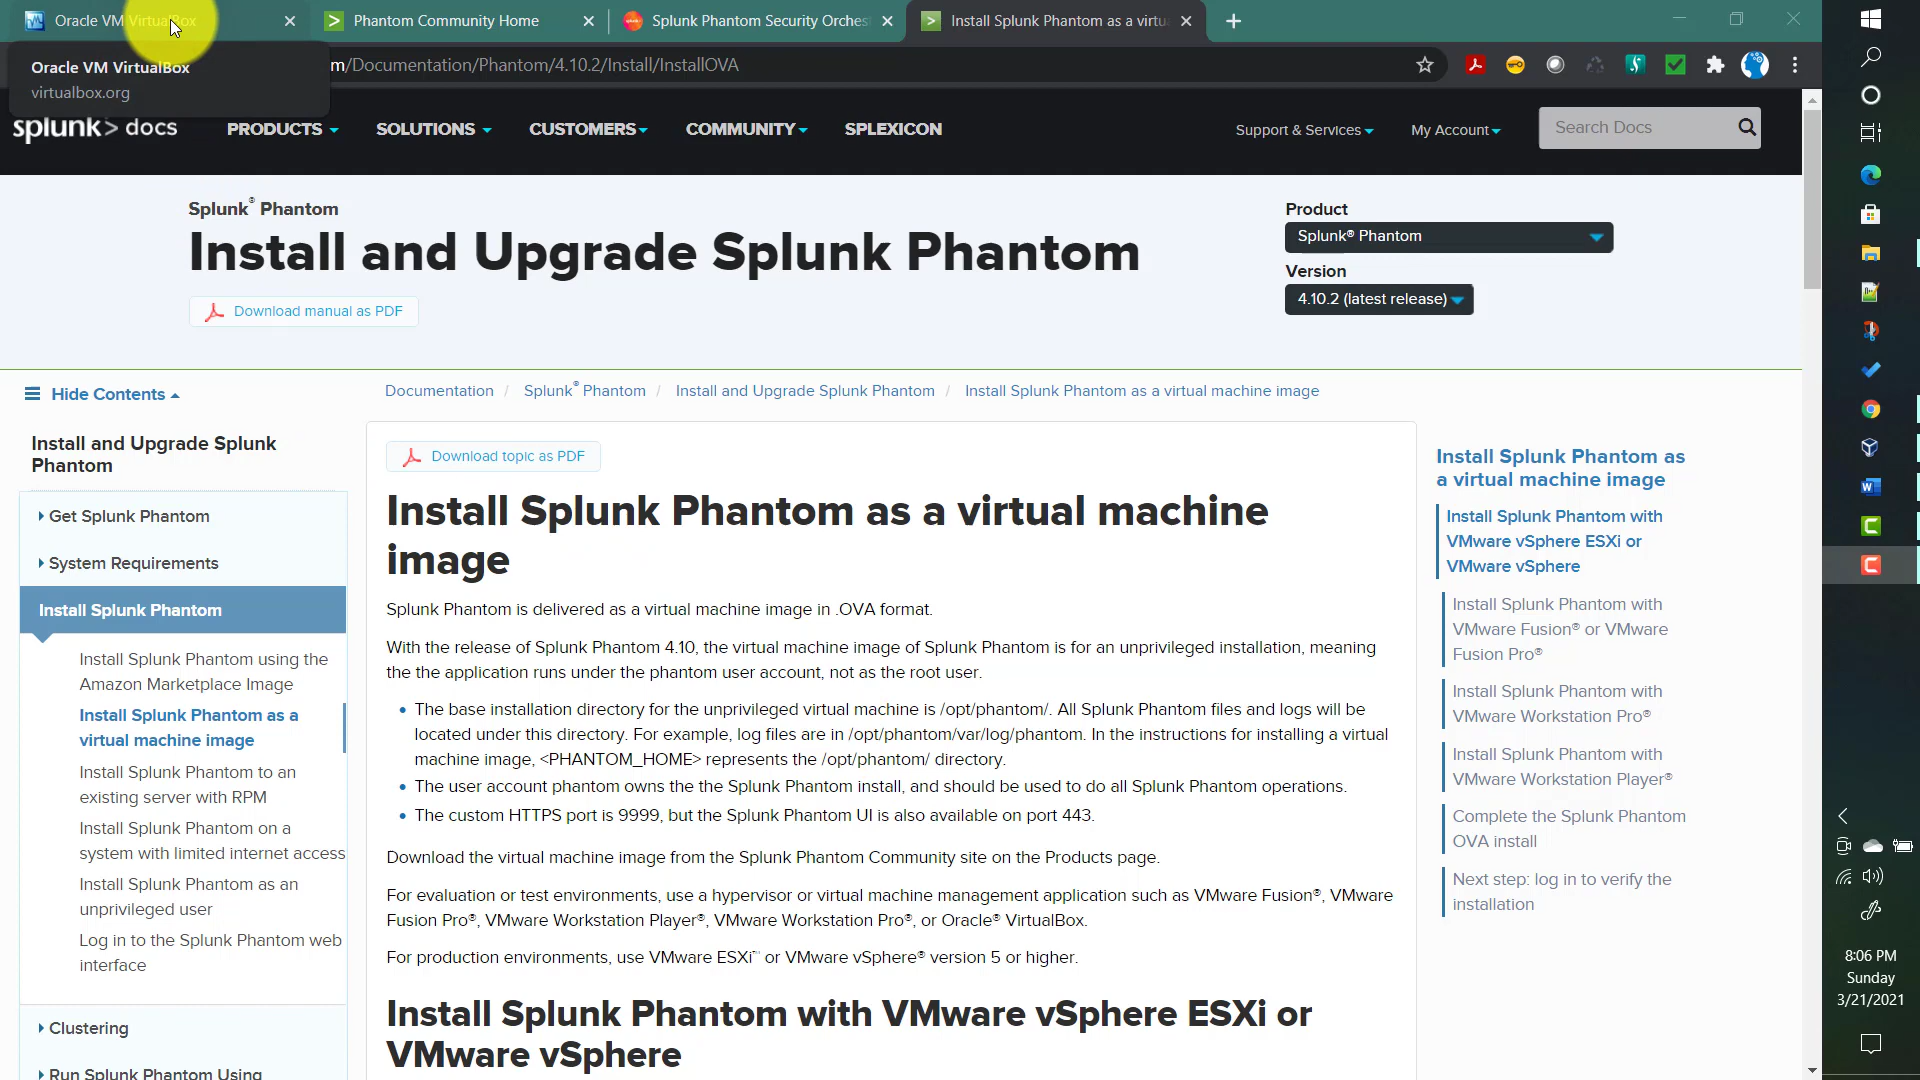 Oracle VM VirtualBox
Phantom Community Home
Splunk Phantom Security Orches
Install Splunk Phantom as a virtu
Oracle VM VirtualBox
virtualbox.org
m/Documentation/Phantom/4.10.2/Install/InstallOVA
splunk> docs
PRODUCTS
SOLUTIONS
CUSTOMERS
COMMUNITY
SPLEXICON
Support & Services
My Account
Search Docs
Splunk® Phantom
Install and Upgrade Splunk Phantom
Download manual as PDF
Product
Splunk® Phantom
Version
4.10.2 (latest release)
Hide Contents
Documentation / Splunk® Phantom / Install and Upgrade Splunk Phantom / Install Splunk Phantom as a virtual machine image
Install and Upgrade Splunk
Phantom
Get Splunk Phantom
System Requirements
Install Splunk Phantom
Install Splunk Phantom using the
Amazon Marketplace Image
Install Splunk Phantom as a
virtual machine image
Install Splunk Phantom to an
existing server with RPM
Install Splunk Phantom on a
system with limited internet access
Install Splunk Phantom as an
unprivileged user
Log in to the Splunk Phantom web
interface
Clustering
Run Splunk Phantom Using
Download topic as PDF
Install Splunk Phantom as a virtual machine
image
Splunk Phantom is delivered as a virtual machine image in .OVA format.
With the release of Splunk Phantom 4.10, the virtual machine image of Splunk Phantom is for an unprivileged installation, meaning
the the application runs under the phantom user account, not as the root user.
• The base installation directory for the unprivileged virtual machine is /opt/phantom/. All Splunk Phantom files and logs will be
located under this directory. For example, log files are in /opt/phantom/var/log/phantom. In the instructions for installing a virtual
machine image, <PHANTOM_HOME> represents the /opt/phantom/ directory.
• The user account phantom owns the the Splunk Phantom install, and should be used to do all Splunk Phantom operations.
• The custom HTTPS port is 9999, but the Splunk Phantom UI is also available on port 443.
Download the virtual machine image from the Splunk Phantom Community site on the Products page.
For evaluation or test environments, use a hypervisor or virtual machine management application such as VMware Fusion®, VMware
Fusion Pro®, VMware Workstation Player®, VMware Workstation Pro®, or Oracle® VirtualBox.
For production environments, use VMware ESXi™ or VMware vSphere® version 5 or higher.
Install Splunk Phantom with VMware vSphere ESXi or
VMware vSphere
Install Splunk Phantom as
a virtual machine image
Install Splunk Phantom with
VMware vSphere ESXi or
VMware vSphere
Install Splunk Phantom with
VMware Fusion® or VMware
Fusion Pro®
Install Splunk Phantom with
VMware Workstation Pro®
Install Splunk Phantom with
VMware Workstation Player®
Complete the Splunk Phantom
OVA install
Next step: log in to verify the
installation
8:06 PM
Sunday
3/21/2021